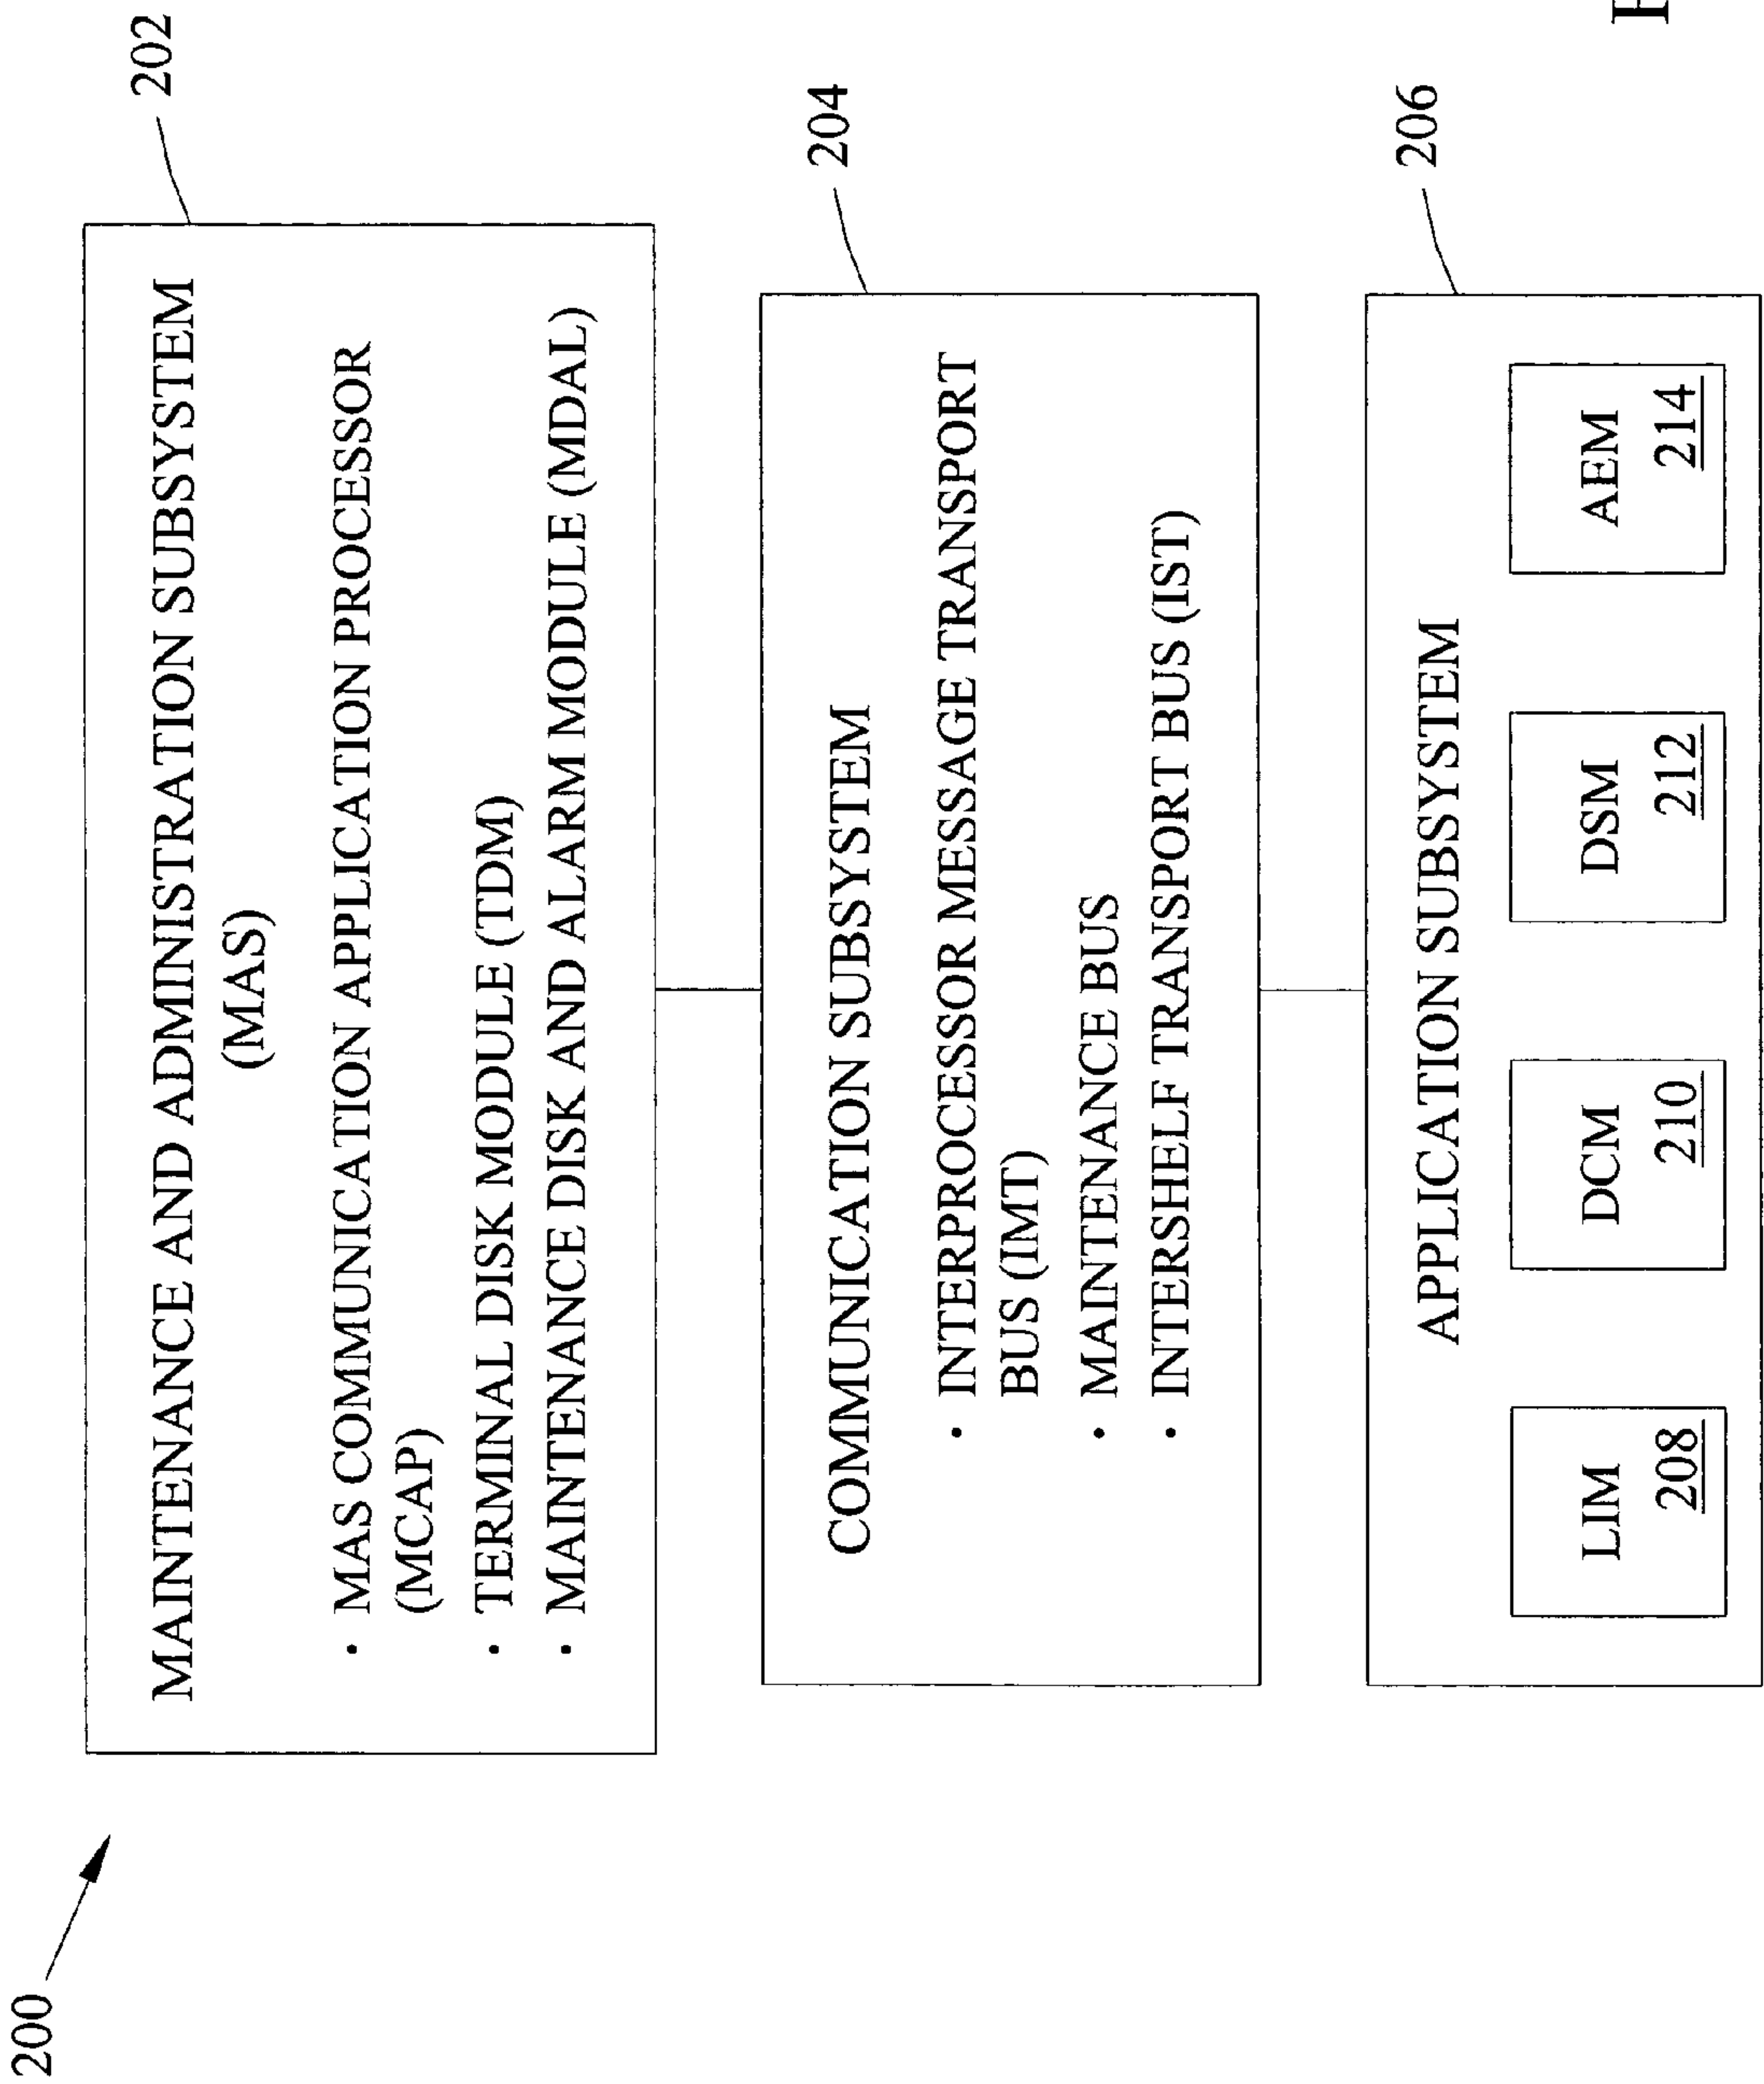 200
202
MAINTENANCE AND ADMINISTRATION SUBSYSTEM
(MAS)
• MAS COMMUNICATION APPLICATION PROCESSOR
(MCAP)
• TERMINAL DISK MODULE (TDM)
• MAINTENANCE DISK AND ALARM MODULE (MDAL)
204
COMMUNICATION SUBSYSTEM
• INTERPROCESSOR MESSAGE TRANSPORT
BUS (IMT)
• MAINTENANCE BUS
• INTERSHELF TRANSPORT BUS (IST)
206
APPLICATION SUBSYSTEM
LIM
208
DCM
210
DSM
212
AEM
214